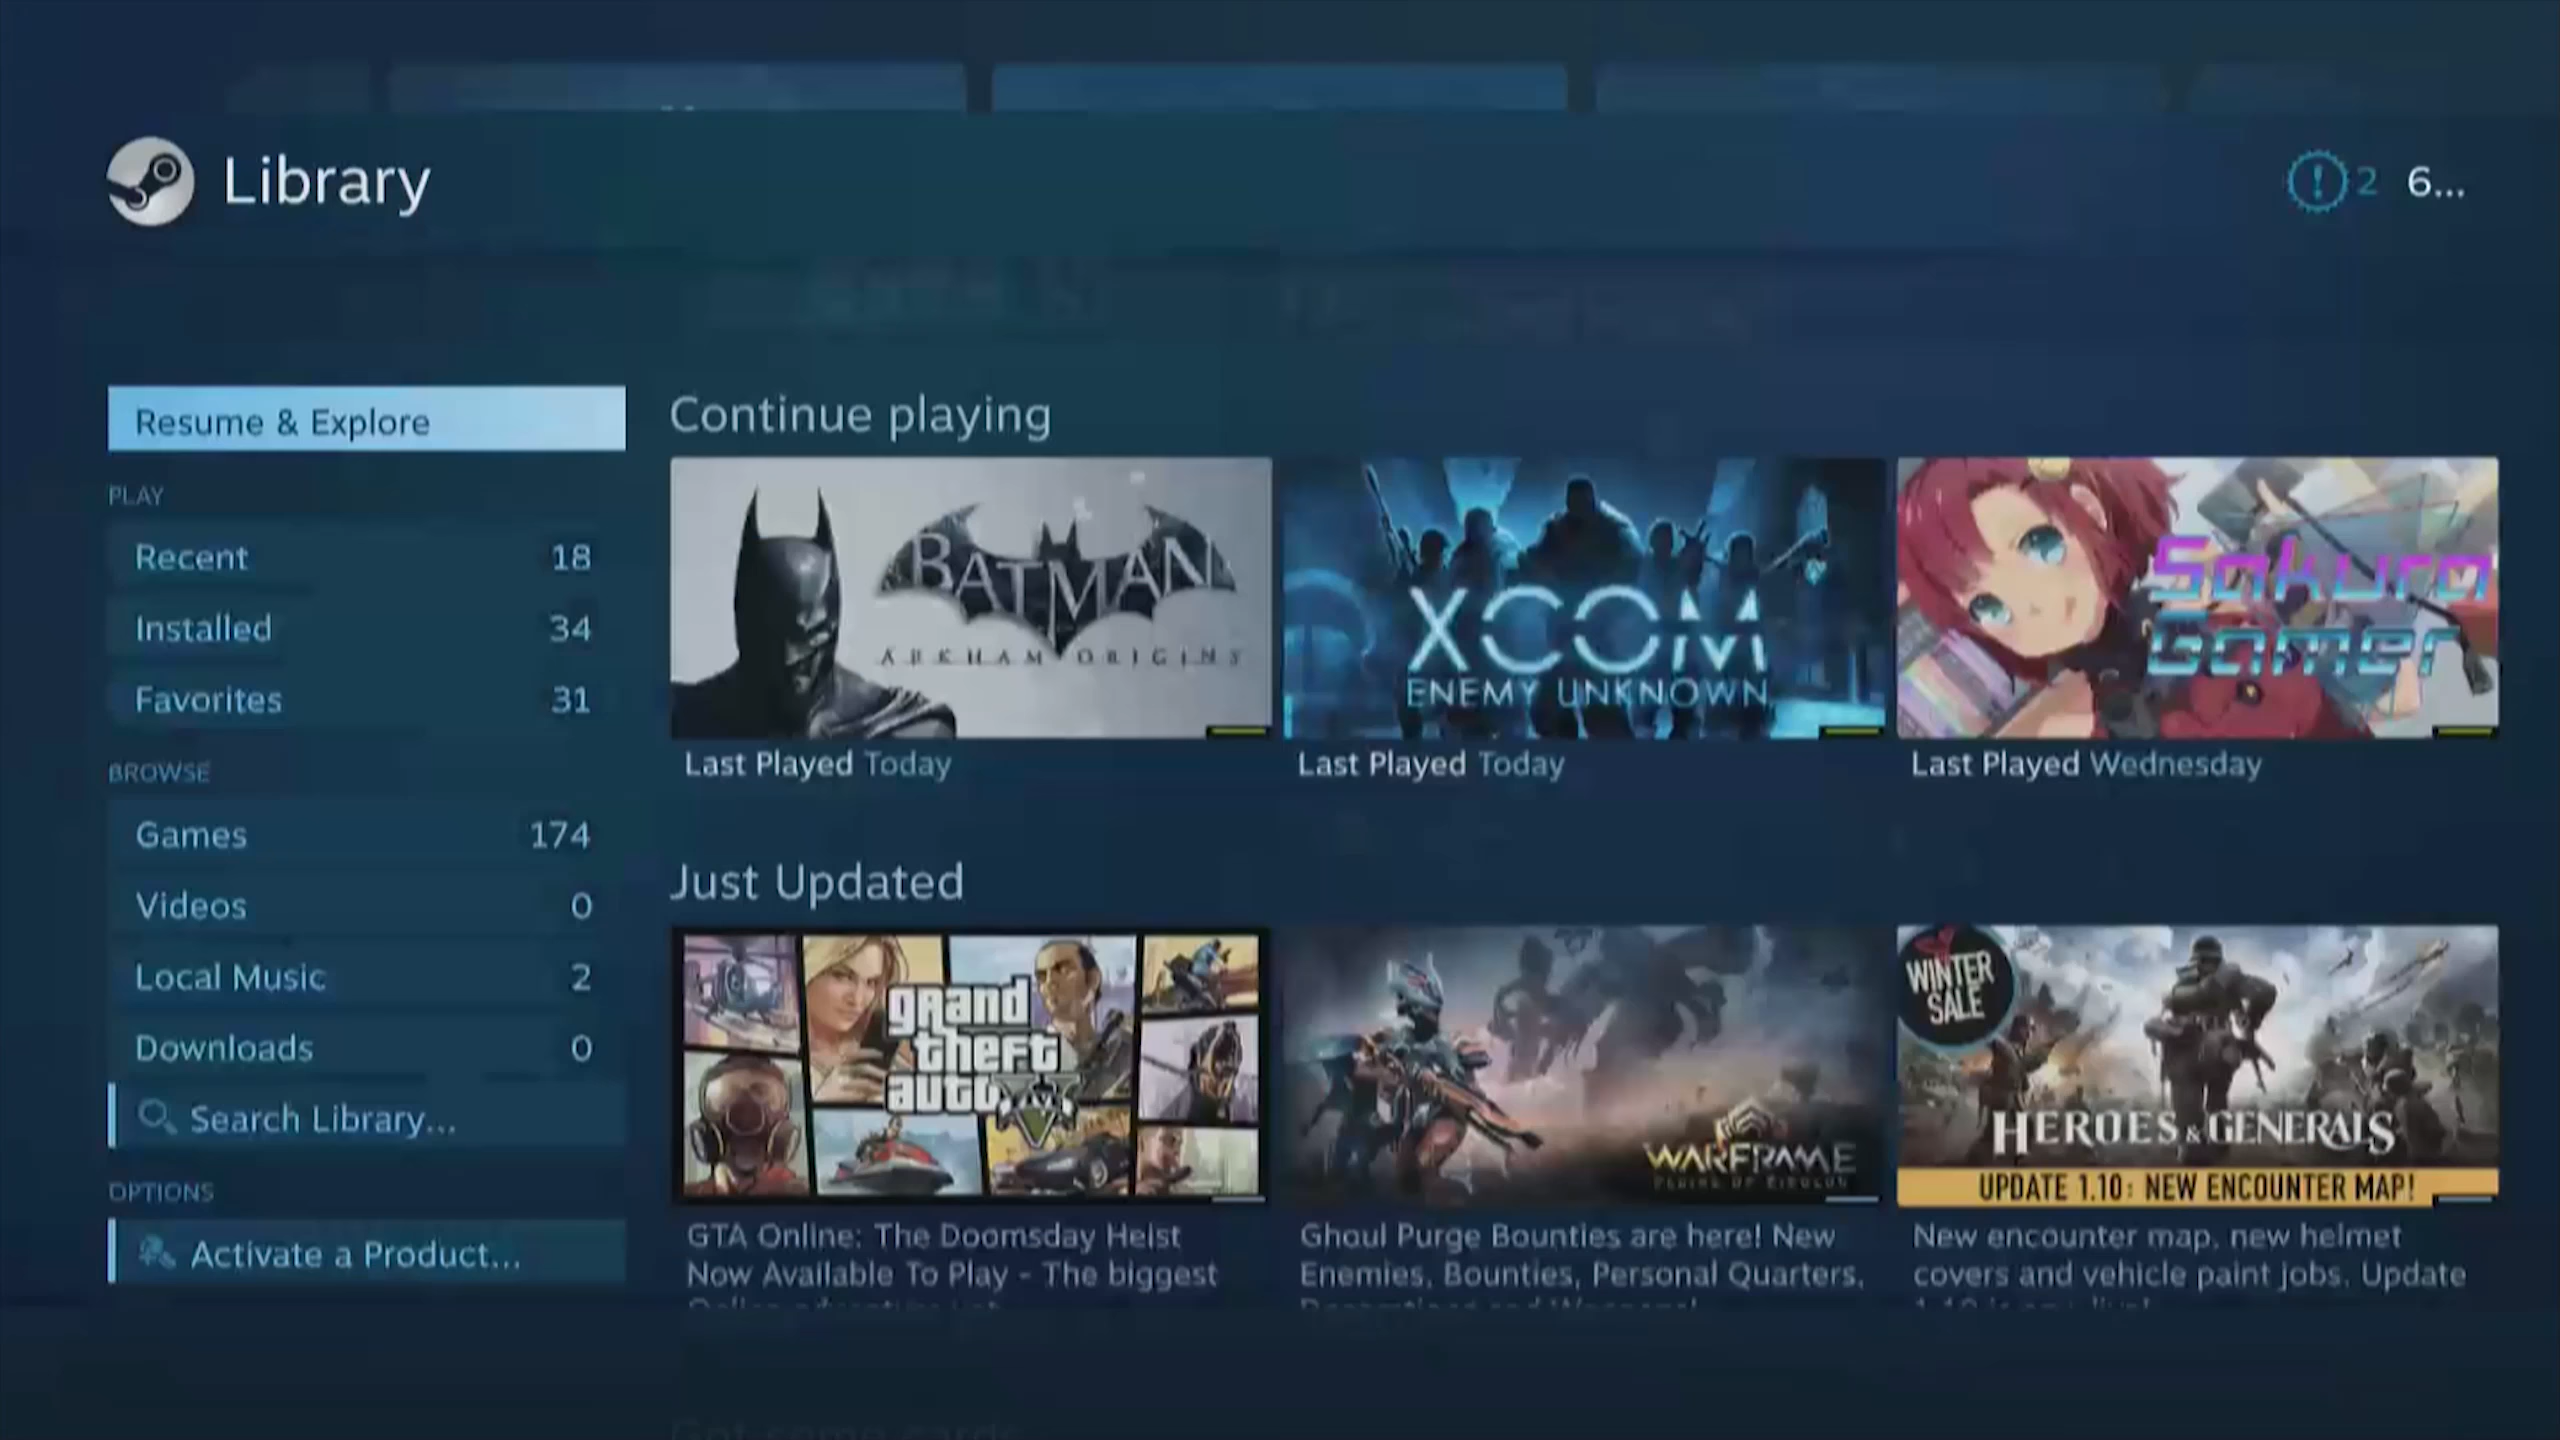 Library
2 6...
Resume & Explore
PLAY
Recent 18
Installed 34
Favorites 31
BROWSE
Games 174
Videos 0
Local Music 2
Downloads 0
Search Library...
OPTIONS
Activate a Product...
Continue playing
BATMAN
ARKHAM ORIGINS
Last Played Today
XCOM
ENEMY UNKNOWN
Last Played Today
Sakura
Gamer
Last Played Wednesday
Just Updated
grand
theft
auto
V
GTA Online: The Doomsday Heist
Now Available To Play - The biggest
WARFRAME
PLAINS OF EIDOLON
Ghoul Purge Bounties are here! New
Enemies, Bounties, Personal Quarters,
WINTER
SALE
HEROES & GENERALS
UPDATE 1.10: NEW ENCOUNTER MAP!
New encounter map, new helmet
covers and vehicle paint jobs. Update